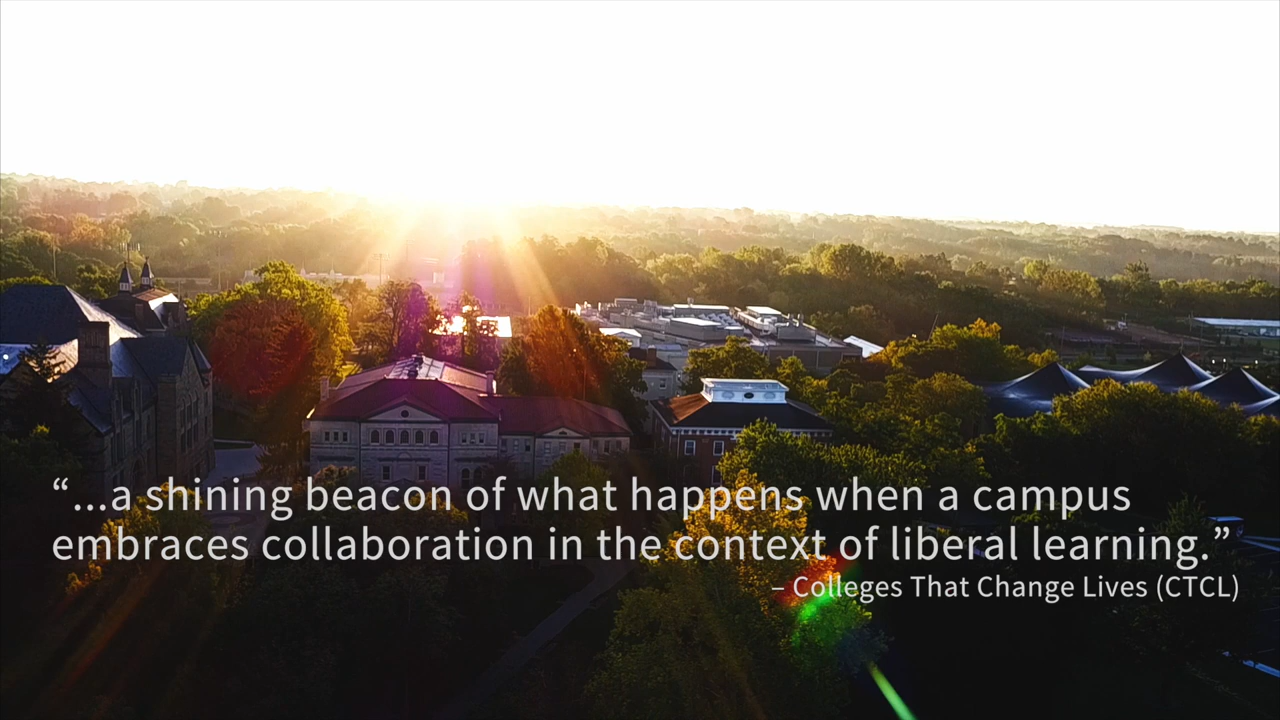 “...a shining beacon of what happens when a campus
embraces collaboration in the context of liberal learning.”
– Colleges That Change Lives (CTCL)